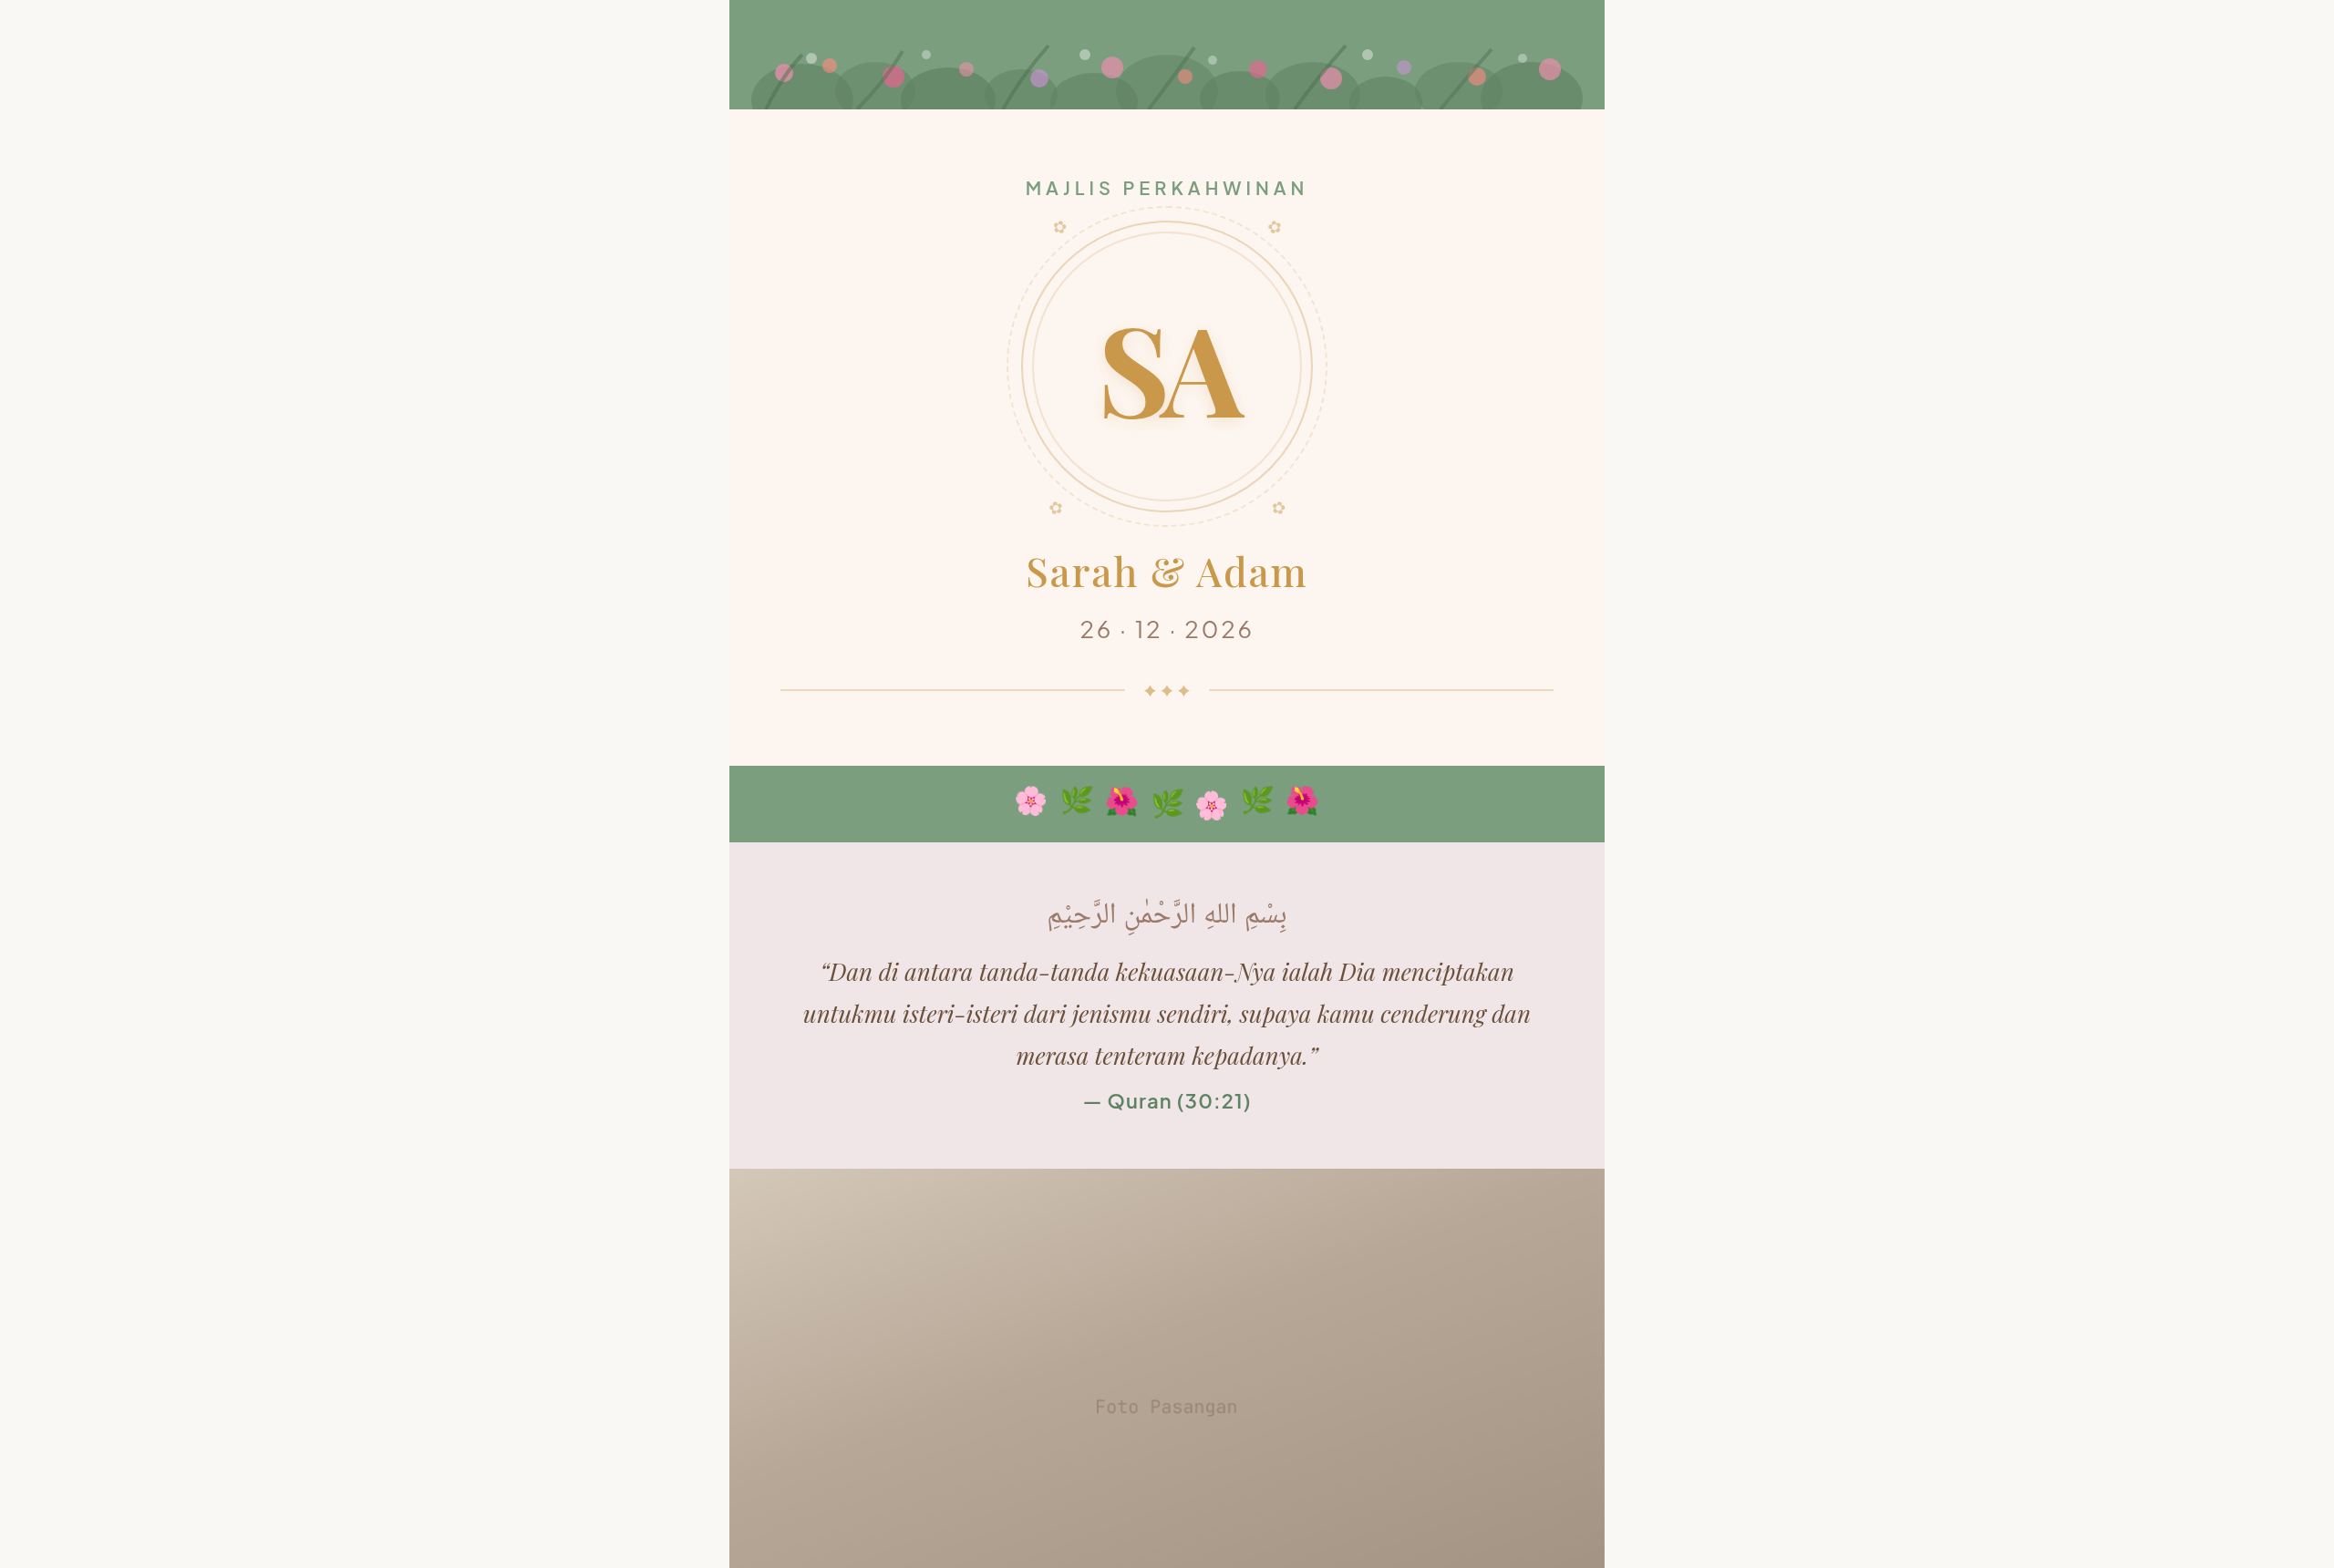 MAJLIS PERKAHWINAN
SA
Sarah & Adam
26 · 12 · 2026
بِسْمِ اللهِ الرَّحْمٰنِ الرَّحِيْمِ
“Dan di antara tanda-tanda kekuasaan-Nya ialah Dia menciptakan
untukmu isteri-isteri dari jenismu sendiri, supaya kamu cenderung dan
merasa tenteram kepadanya.”
— Quran (30:21)
Foto Pasangan